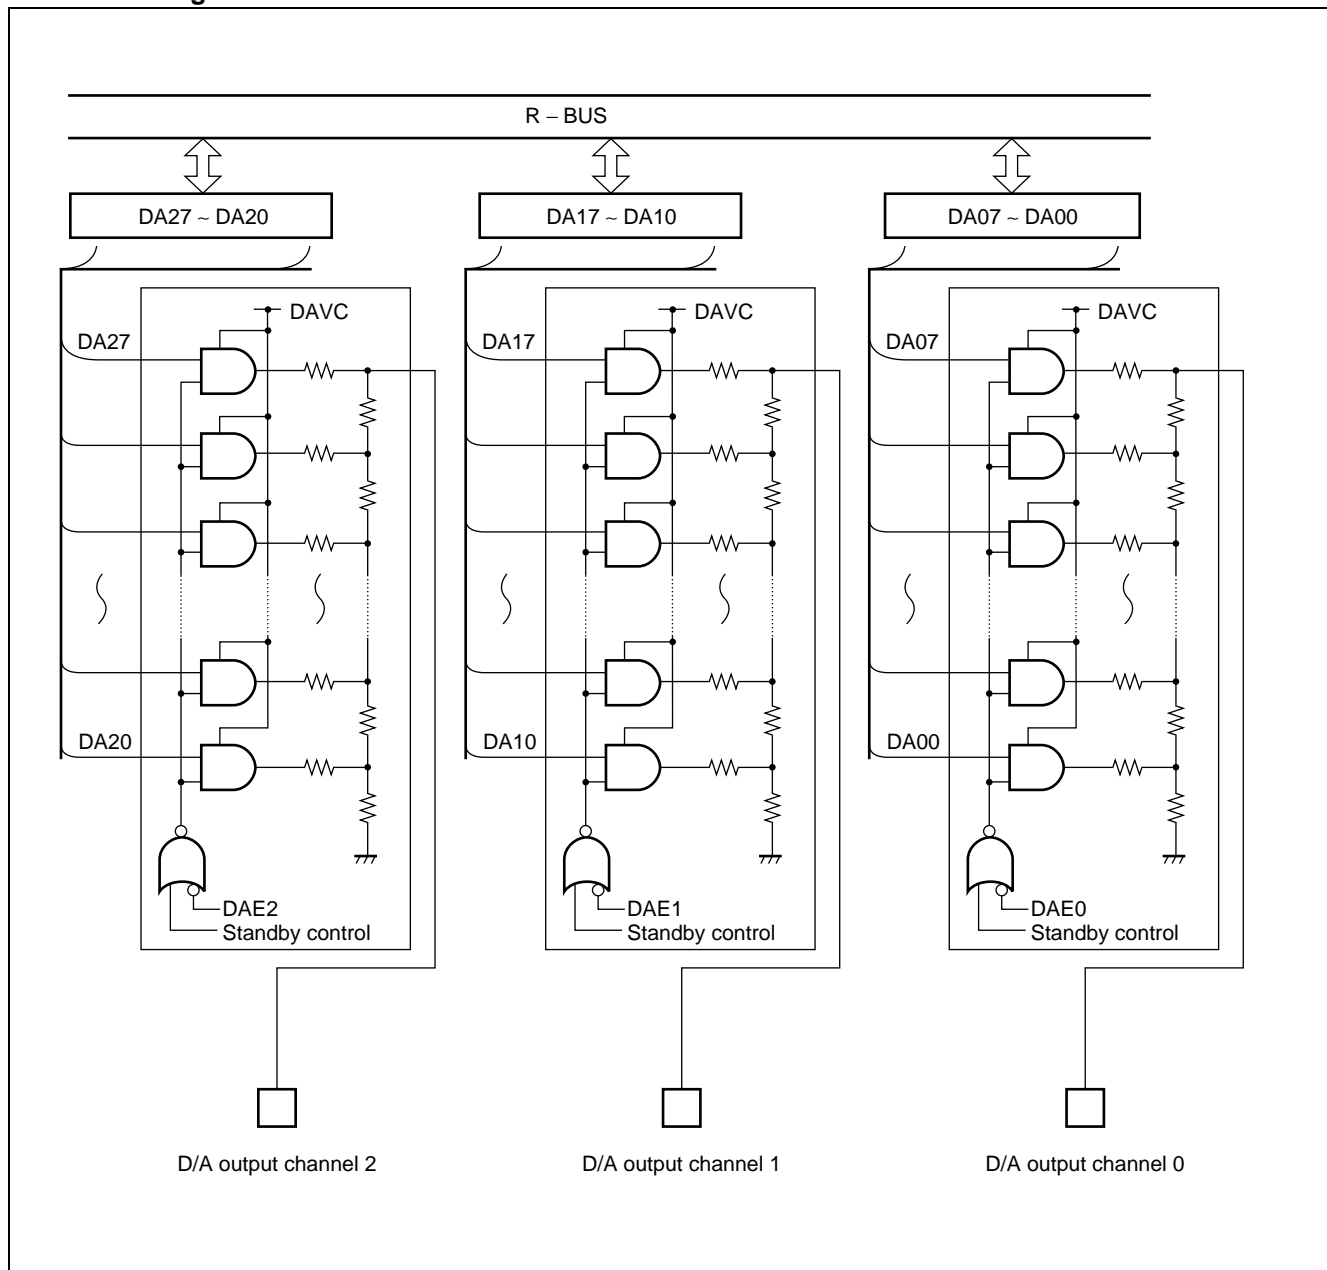 R – BUS
DA27 ~ DA20
DA17 ~ DA10
DA07 ~ DA00
DAVC
DAVC
DAVC
DA27
DA17
DA07
DA20
DA10
DA00
DAE2
Standby control
DAE1
Standby control
DAE0
Standby control
D/A output channel 2
D/A output channel 1
D/A output channel 0